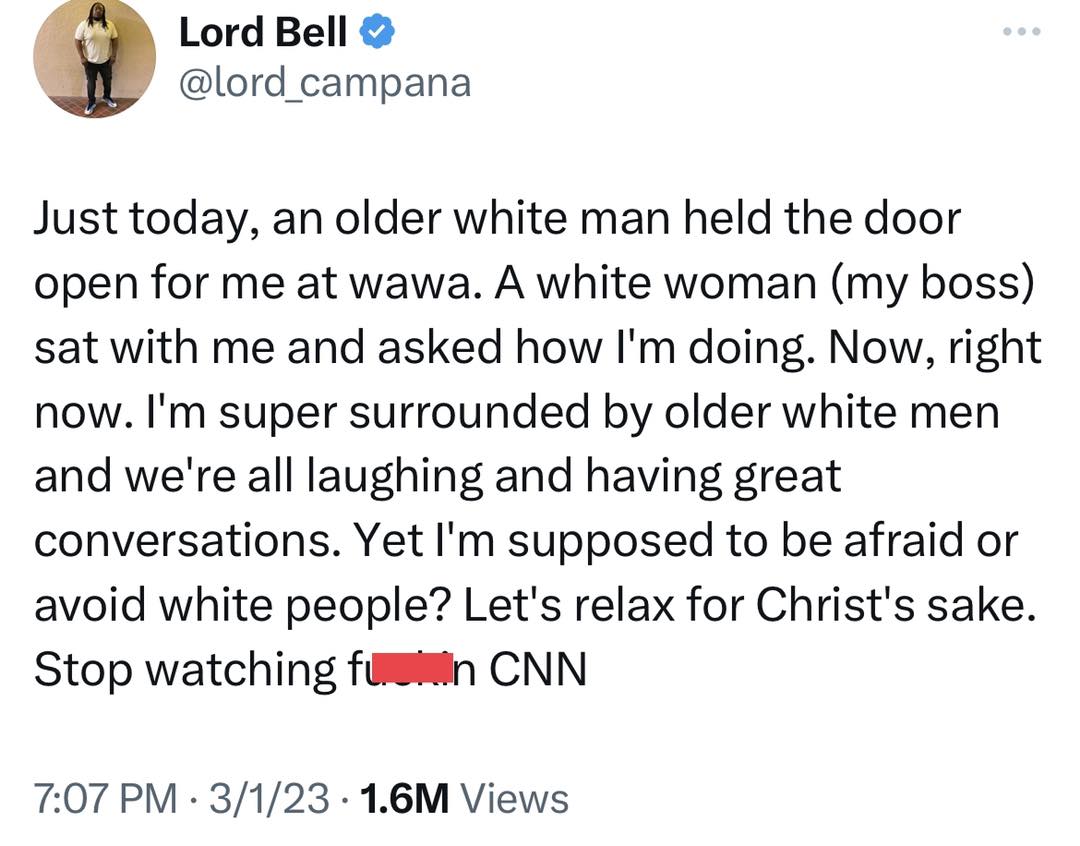 Lord Bell
@lord_campana
Just today, an older white man held the door
open for me at wawa. A white woman (my boss)
sat with me and asked how I'm doing. Now, right
now. I'm super surrounded by older white men
and we're all laughing and having great
conversations. Yet I'm supposed to be afraid or
avoid white people? Let's relax for Christ's sake.
Stop watching CNN
7:07 PM · 3/1/23 · 1.6M Views